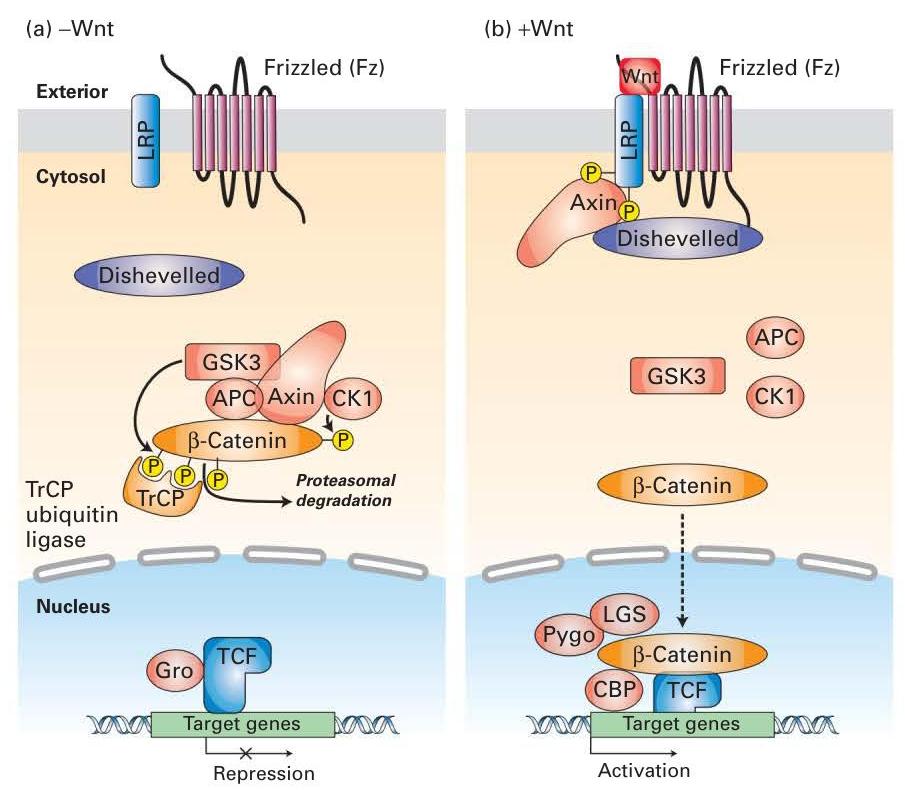 (a) –Wnt
Frizzled (Fz)
Exterior
LRP
Cytosol
Dishevelled
GSK3
APC
Axin
CK1
β-Catenin
P
P
P
P
TrCP
Proteasomal
degradation
TrCP
ubiquitin
ligase
Nucleus
Gro
TCF
Target genes
Repression
(b) +Wnt
Wnt
Frizzled (Fz)
LRP
P
Axin
P
Dishevelled
APC
GSK3
CK1
β-Catenin
LGS
Pygo
β-Catenin
CBP
TCF
Target genes
Activation